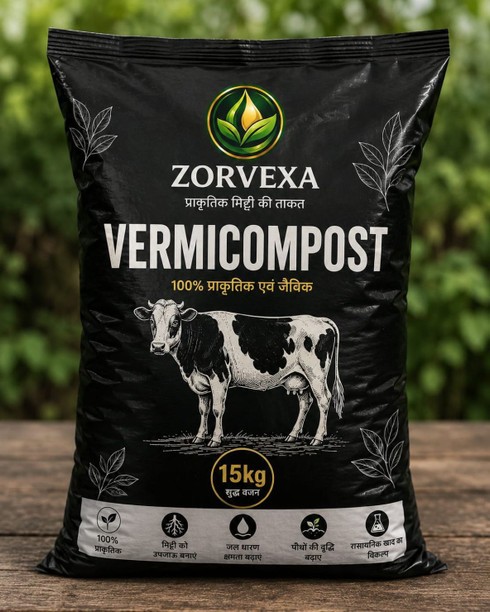 ZORVEXA
प्राकृतिक मिट्टी की ताकत
VERMICOMPOST
100% प्राकृतिक एवं जैविक
15kg
शुद्ध वजन
100%
प्राकृतिक
मिट्टी को
उपजाऊ बनाएं
जल धारण
क्षमता बढ़ाएं
पौधों की वृद्धि
बढ़ाए
रासायनिक खाद का
विकल्प